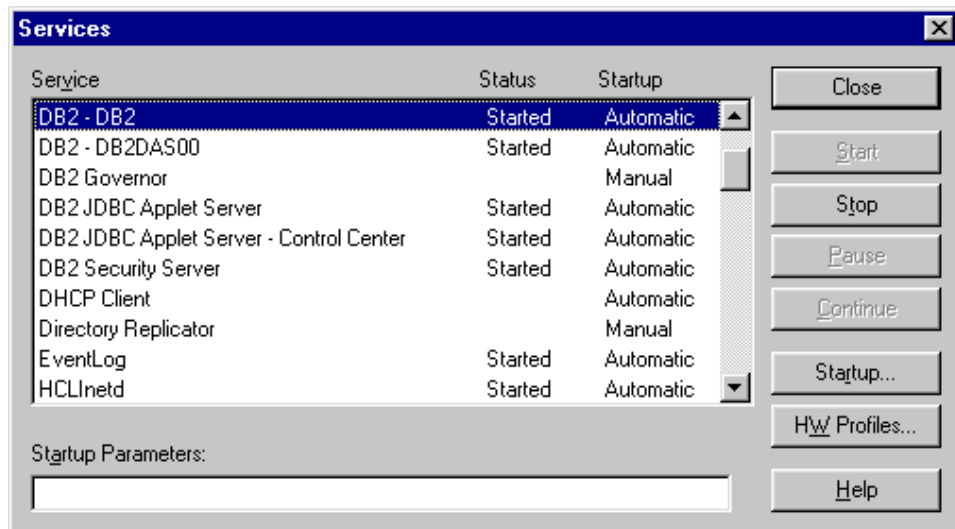 Services
Service Status Startup
DB2 - DB2 Started Automatic
DB2 - DB2DAS00 Started Automatic
DB2 Governor Manual
DB2 JDBC Applet Server Started Automatic
DB2 JDBC Applet Server - Control Center Started Automatic
DB2 Security Server Started Automatic
DHCP Client Automatic
Directory Replicator Manual
EventLog Started Automatic
HCLInetd Started Automatic
Startup Parameters:
Close
Start
Stop
Pause
Continue
Startup...
HW Profiles...
Help